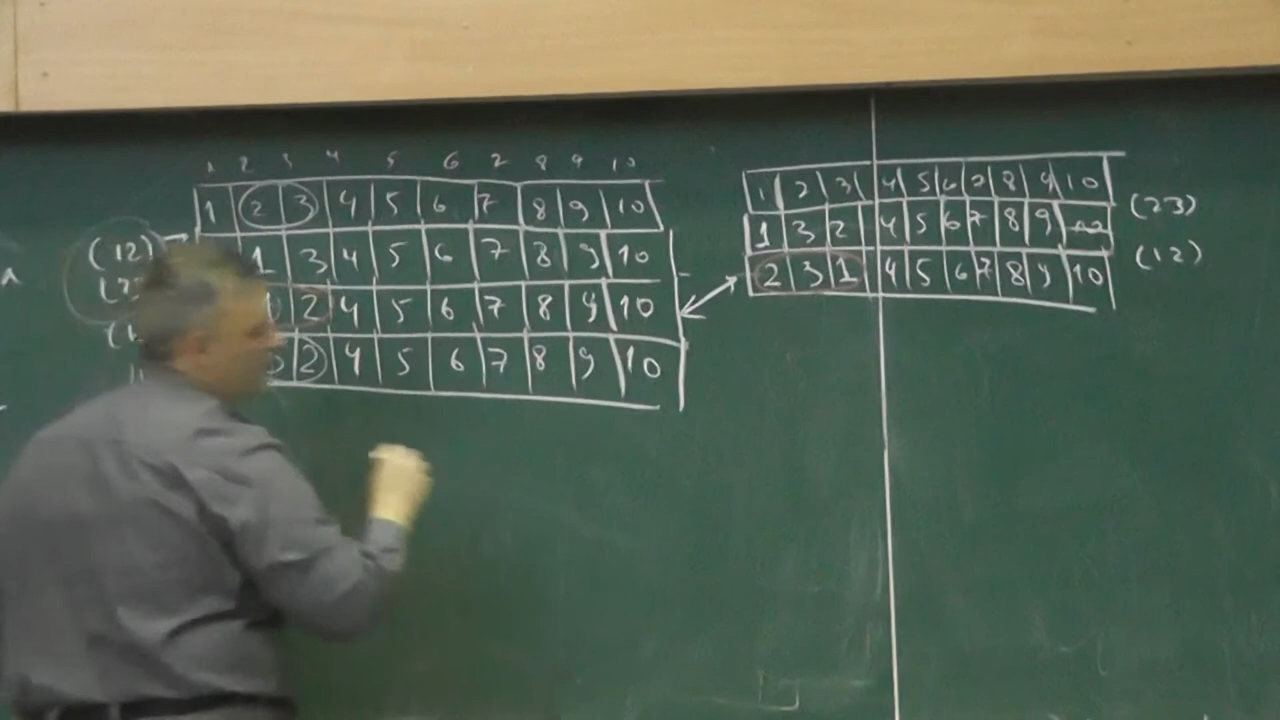 1 2 3 4 5 6 7 8 9 10
1 2 3 4 5 6 7 8 9 10
(12) 1 3 4 5 6 7 8 9 10
2 4 5 6 7 8 9 10
2 4 5 6 7 8 9 10
1 2 3 4 5 6 7 8 9 10
1 3 2 4 5 6 7 8 9 10 (23)
2 3 1 4 5 6 7 8 9 10 (12)